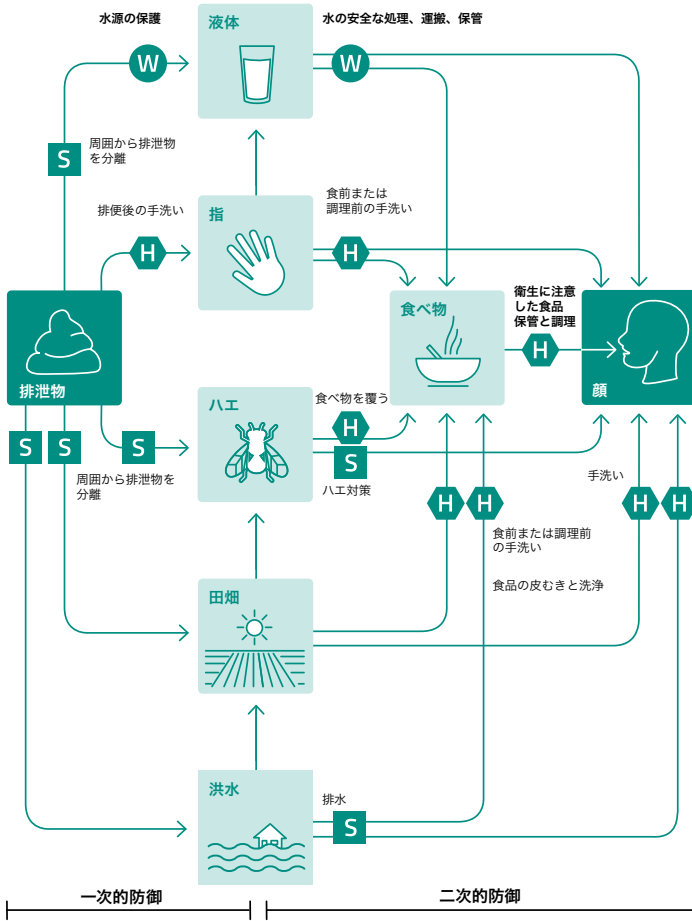 水源の保護
液体
水の安全な処理、運搬、保管
W
W
周囲から排泄物
を分離
S
排便後の手洗い
指
食前または
調理前の手洗い
H
H
排泄物
食べ物
衛生に注意
した食品
保管と調理
H
顔
ハエ
食べ物を覆う
H
S
S
S
S
周囲から排泄物を
分離
ハエ対策
手洗い
H
H
H
H
食前または調理前
の手洗い
食品の皮むきと洗浄
田畑
洪水
排水
S
一次的防御
二次的防御